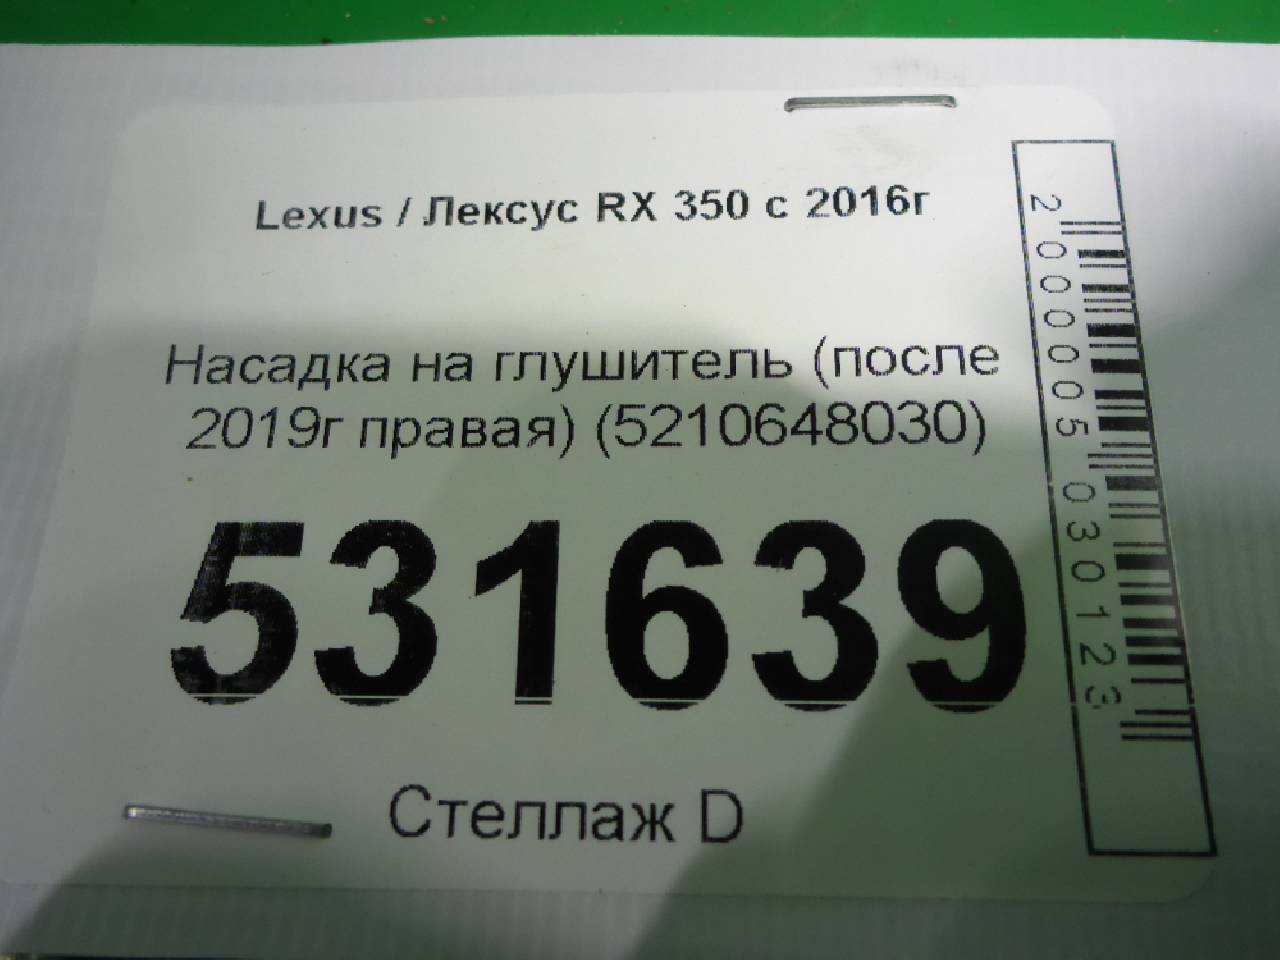 Lexus / Лексус RX 350 с 2016г
Насадка на глушитель (после
2019г правая) (5210648030)
531639
Стеллаж D
2000005030123